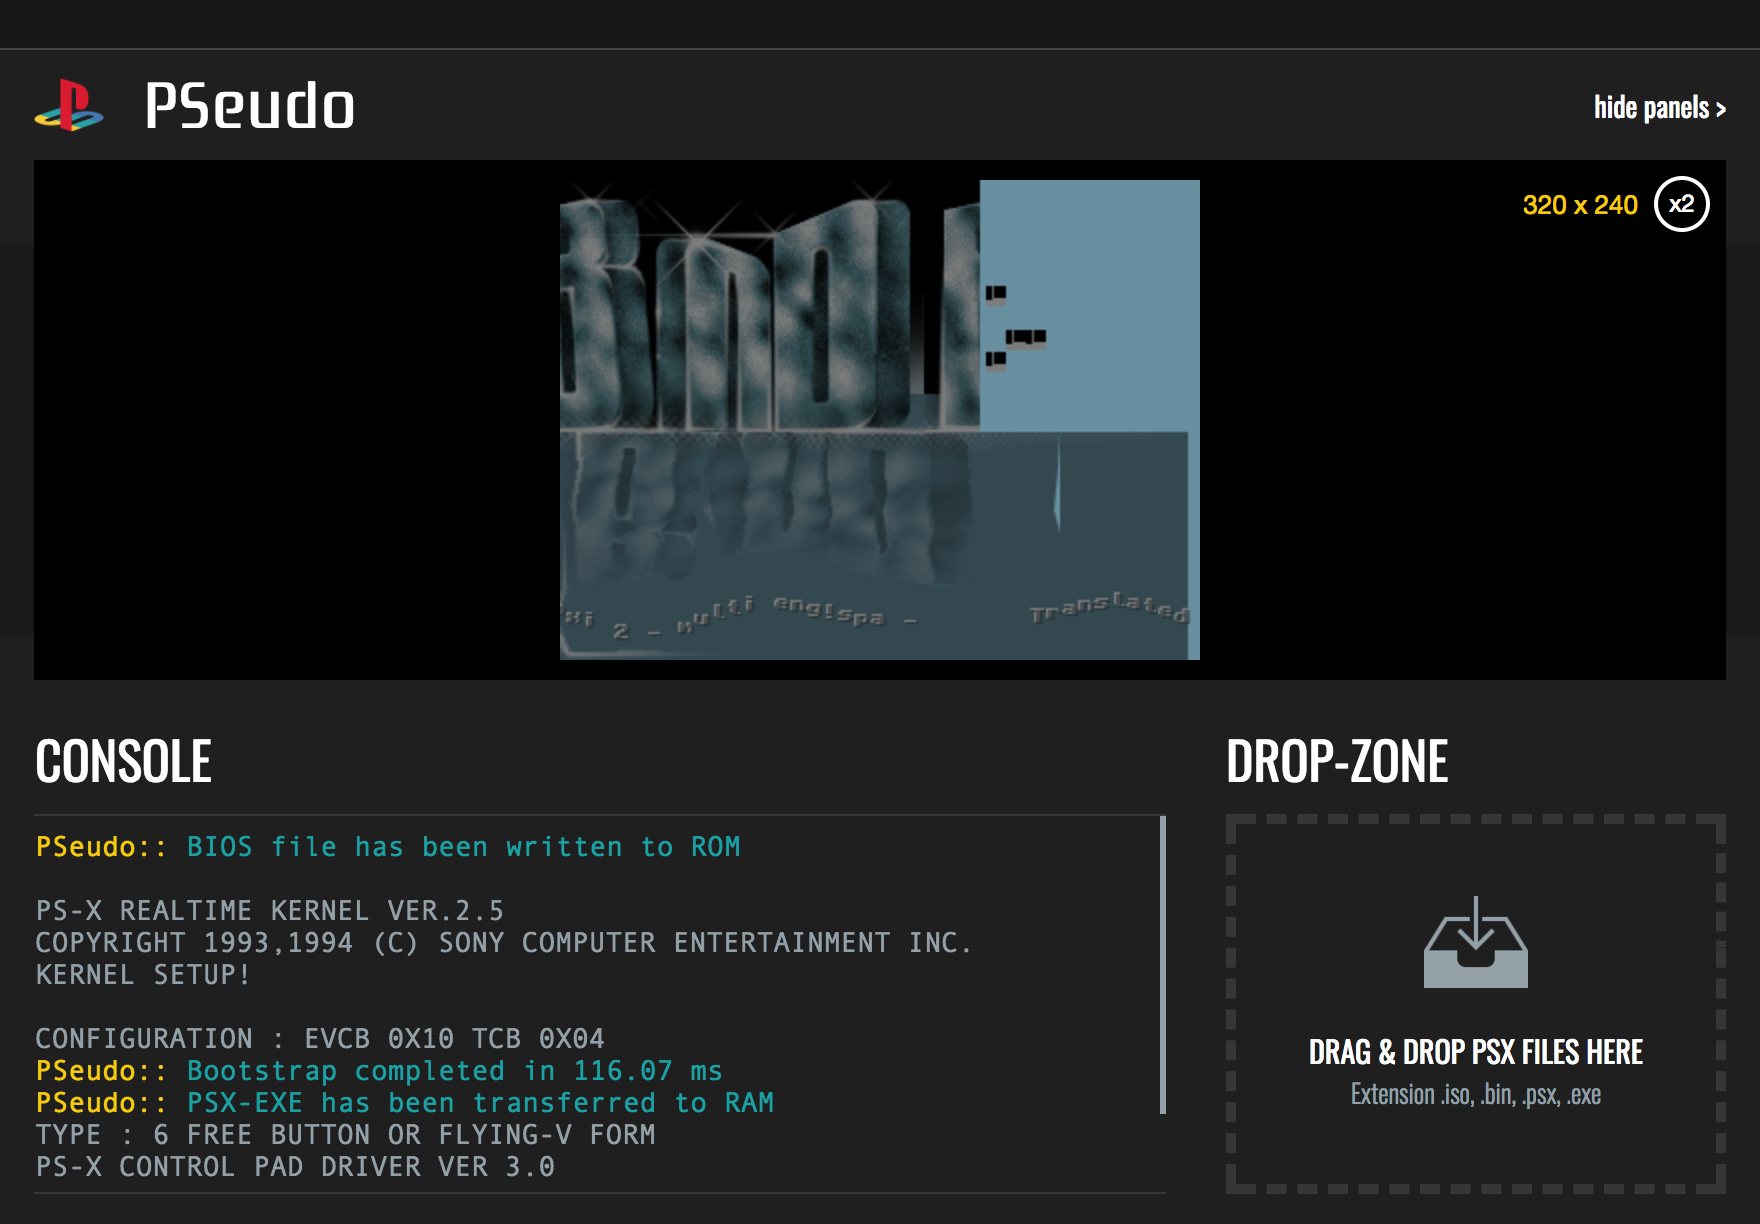 PSeudo
hide panels >
320 x 240
x2
2 - multi eng!spa -
Translated
CONSOLE
PSeudo:: BIOS file has been written to ROM
PS-X REALTIME KERNEL VER.2.5
COPYRIGHT 1993,1994 (C) SONY COMPUTER ENTERTAINMENT INC.
KERNEL SETUP!
CONFIGURATION : EVCB 0X10 TCB 0X04
PSeudo:: Bootstrap completed in 116.07 ms
PSeudo:: PSX-EXE has been transferred to RAM
TYPE : 6 FREE BUTTON OR FLYING-V FORM
PS-X CONTROL PAD DRIVER VER 3.0
DROP-ZONE
DRAG & DROP PSX FILES HERE
Extension .iso, .bin, .psx, .exe